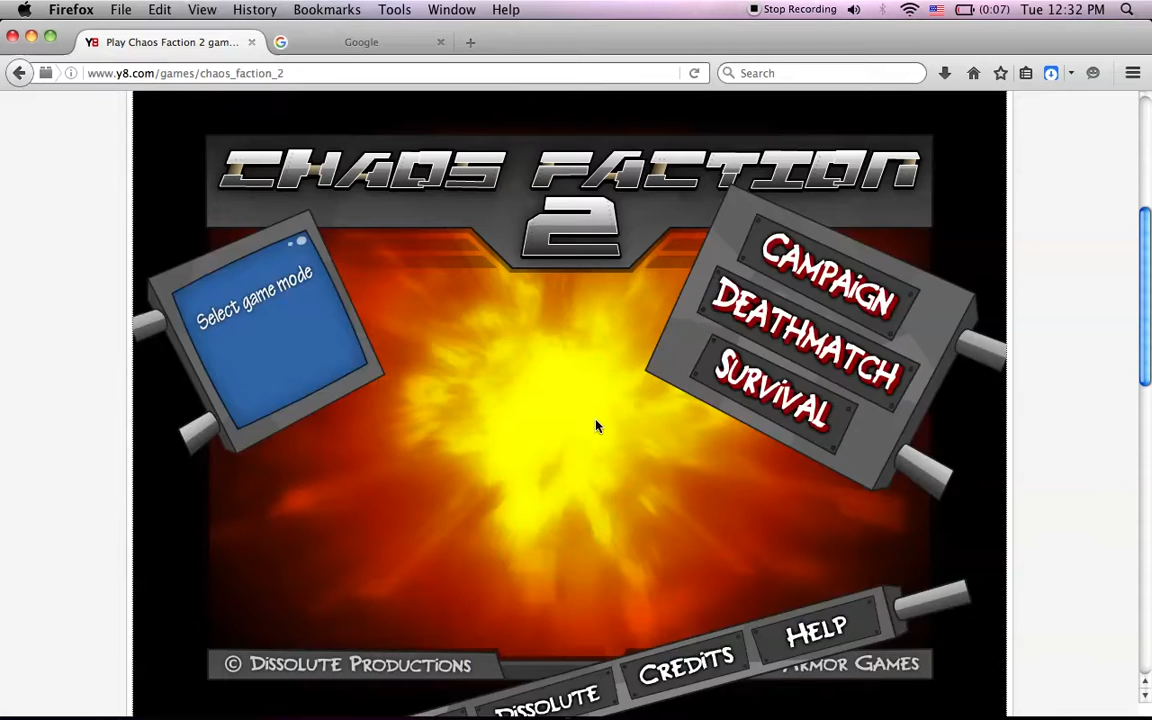 Firefox File Edit View History Bookmarks Tools Window Help Stop Recording (0:07) Tue 12:32 PM
Y8 Play Chaos Faction 2 gam... × G Google × +
www.y8.com/games/chaos_faction_2 Search
CHAOS FACTION
2
Select game mode
CAMPAIGN
DEATHMATCH
SURVIVAL
HELP
CREDITS
DISSOLUTE
© DISSOLUTE PRODUCTIONS
ARMOR GAMES